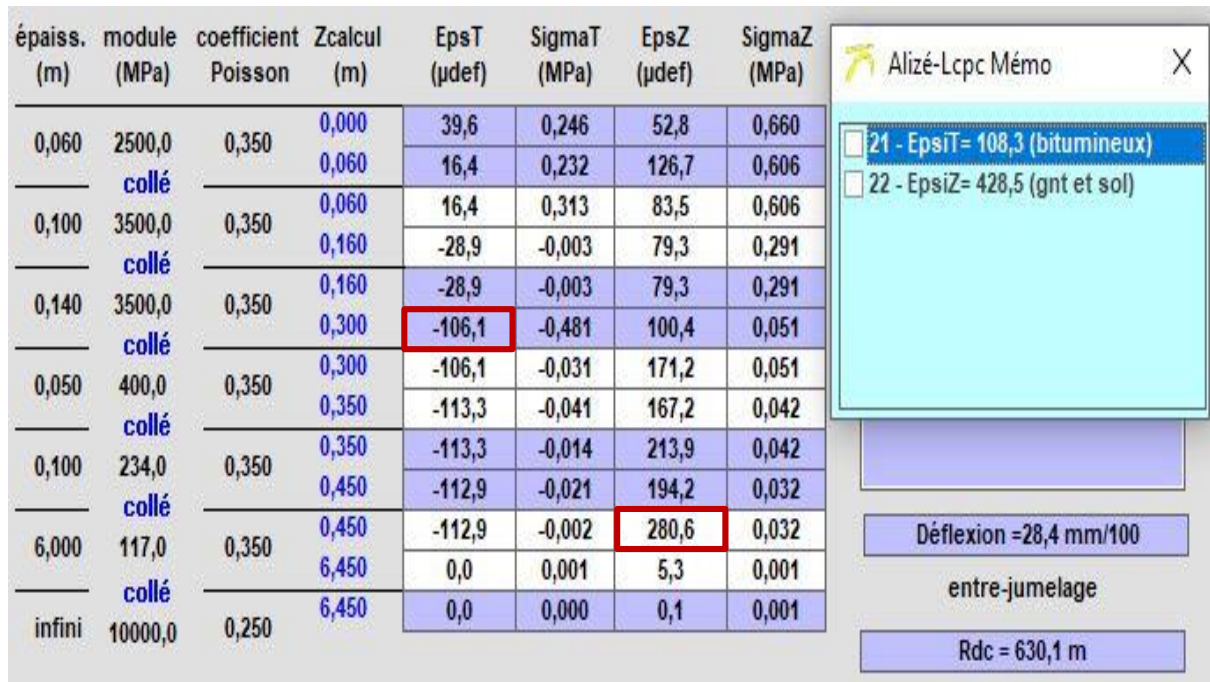 épaiss. module coefficient Zcalcul EpsT SigmaT EpsZ SigmaZ
(m) (MPa) Poisson (m) (µdef) (MPa) (µdef) (MPa)
0,000 39,6 0,246 52,8 0,660
0,060 2500,0 0,350
0,060 16,4 0,232 126,7 0,606
collé
0,060 16,4 0,313 83,5 0,606
0,100 3500,0 0,350
0,160 -28,9 -0,003 79,3 0,291
collé
0,160 -28,9 -0,003 79,3 0,291
0,140 3500,0 0,350
0,300 -106,1 -0,481 100,4 0,051
collé
0,300 -106,1 -0,031 171,2 0,051
0,050 400,0 0,350
0,350 -113,3 -0,041 167,2 0,042
collé
0,350 -113,3 -0,014 213,9 0,042
0,100 234,0 0,350
0,450 -112,9 -0,021 194,2 0,032
collé
0,450 -112,9 -0,002 280,6 0,032
6,000 117,0 0,350
6,450 0,0 0,001 5,3 0,001
collé
6,450 0,0 0,000 0,1 0,001
infini 10000,0 0,250
Alizé-Lcpc Mémo X
21 - EpsiT= 108,3 (bitumineux)
22 - EpsiZ= 428,5 (gnt et sol)
Déflexion =28,4 mm/100
entre-jumelage
Rdc = 630,1 m